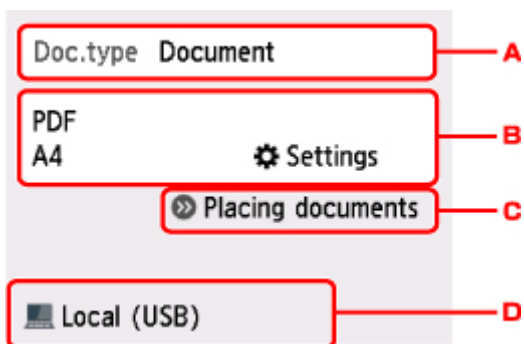 Doc.type Document A
PDF B
A4 Settings
Placing documents C
Local (USB) D